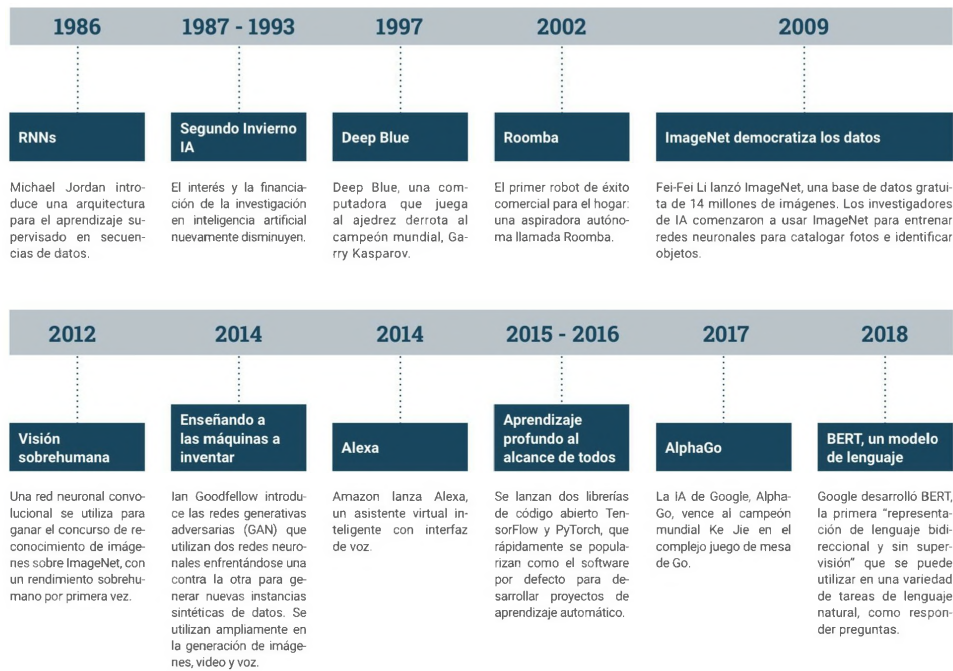 1986
1987 - 1993
1997
2002
2009
RNNs
Segundo Invierno
IA
Deep Blue
Roomba
ImageNet democratiza los datos
Michael Jordan intro-
duce una arquitectura
para el aprendizaje su-
pervisado en secuen-
cias de datos.
El interés y la financia-
ción de la investigación
en inteligencia artificial
nuevamente disminuyen.
Deep Blue, una com-
putadora que juega
al ajedrez derrota al
campeón mundial, Ga-
rry Kasparov.
El primer robot de éxito
comercial para el hogar:
una aspiradora autóno-
ma llamada Roomba.
Fei-Fei Li lanzó ImageNet, una base de datos gratui-
ta de 14 millones de imágenes. Los investigadores
de IA comenzaron a usar ImageNet para entrenar
redes neuronales para catalogar fotos e identificar
objetos.
2012
2014
2014
2015 - 2016
2017
2018
Visión
sobrehumana
Enseñando a
las máquinas a
inventar
Alexa
Aprendizaje
profundo al
alcance de todos
AlphaGo
BERT, un modelo
de lenguaje
Una red neuronal convo-
lucional se utiliza para
ganar el concurso de re-
conocimiento de imáge-
nes sobre ImageNet, con
un rendimiento sobrehu-
mano por primera vez.
Ian Goodfellow introdu-
ce las redes generativas
adversarias (GAN) que
utilizan dos redes neuro-
nales enfrentándose una
contra la otra para ge-
nerar nuevas instancias
sintéticas de datos. Se
utilizan ampliamente en
la generación de imáge-
nes, video y voz.
Amazon lanza Alexa,
un asistente virtual in-
teligente con interfaz
de voz.
Se lanzan dos librerías
de código abierto Ten-
sorFlow y PyTorch, que
rápidamente se popula-
rizan como el software
por defecto para de-
sarrollar proyectos de
aprendizaje automático.
La IA de Google, Alpha-
Go, vence al campeón
mundial Ke Jie en el
complejo juego de mesa
de Go.
Google desarrolló BERT,
la primera “representa-
ción de lenguaje bidi-
reccional y sin super-
visión” que se puede
utilizar en una variedad
de tareas de lenguaje
natural, como respon-
der preguntas.